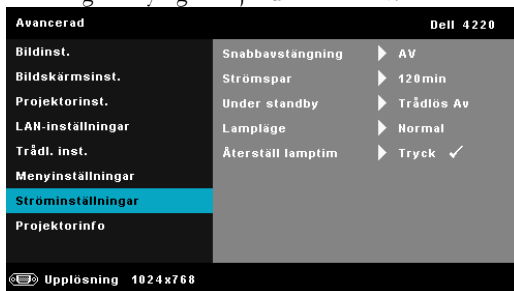 Avancerad Dell 4220
Bildinst. Snabbavstängning AV
Bildskärmsinst. Strömspar 120min
Projektorinst. Under standby Trådlös Av
LAN-inställningar Lampläge Normal
Trådl. inst. Återställ lamptim Tryck ✓
Menyinställningar
Ströminställningar
Projektorinfo
Upplösning 1024x768